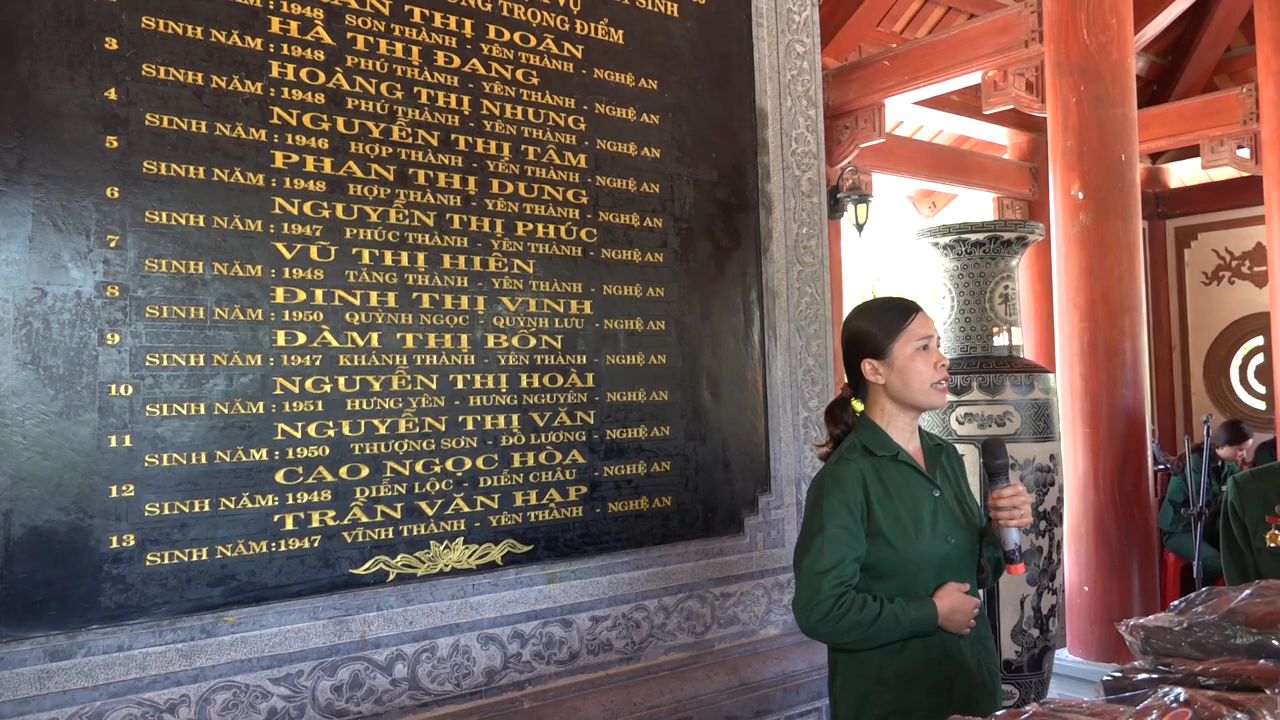 VỤ
SINH
TRỌNG ĐIỂM
THỊ DOÃN
1948 SƠN THÀNH - YÊN THÀNH - NGHỆ AN
3 HÀ THỊ ĐANG
SINH NĂM : 1948 PHÚ THÀNH - YÊN THÀNH - NGHỆ AN
4 HOÀNG THỊ NHUNG
SINH NĂM : 1948 PHÚ THÀNH - YÊN THÀNH - NGHỆ AN
5 NGUYỄN THỊ TÂM
SINH NĂM : 1946 HỢP THÀNH - YÊN THÀNH - NGHỆ AN
6 PHAN THỊ DUNG
SINH NĂM : 1948 HỢP THÀNH - YÊN THÀNH - NGHỆ AN
7 NGUYỄN THỊ PHÚC
SINH NĂM : 1947 PHÚC THÀNH - YÊN THÀNH - NGHỆ AN
8 VŨ THỊ HIÊN
SINH NĂM : 1948 TĂNG THÀNH - YÊN THÀNH - NGHỆ AN
9 ĐINH THỊ VINH
SINH NĂM : 1950 QUỲNH NGỌC - QUỲNH LƯU - NGHỆ AN
10 ĐÀM THỊ BỐN
SINH NĂM : 1947 KHÁNH THÀNH - YÊN THÀNH - NGHỆ AN
11 NGUYỄN THỊ HOÀI
SINH NĂM : 1951 HƯNG YÊN - HƯNG NGUYÊN - NGHỆ AN
12 NGUYỄN THỊ VĂN
SINH NĂM : 1950 THƯỢNG SƠN - ĐÔ LƯƠNG - NGHỆ AN
13 CAO NGỌC HÒA
SINH NĂM: 1948 DIỄN LỘC - DIỄN CHÂU - NGHỆ AN
TRẦN VĂN HẠP
SINH NĂM:1947 VĨNH THÀNH - YÊN THÀNH - NGHỆ AN